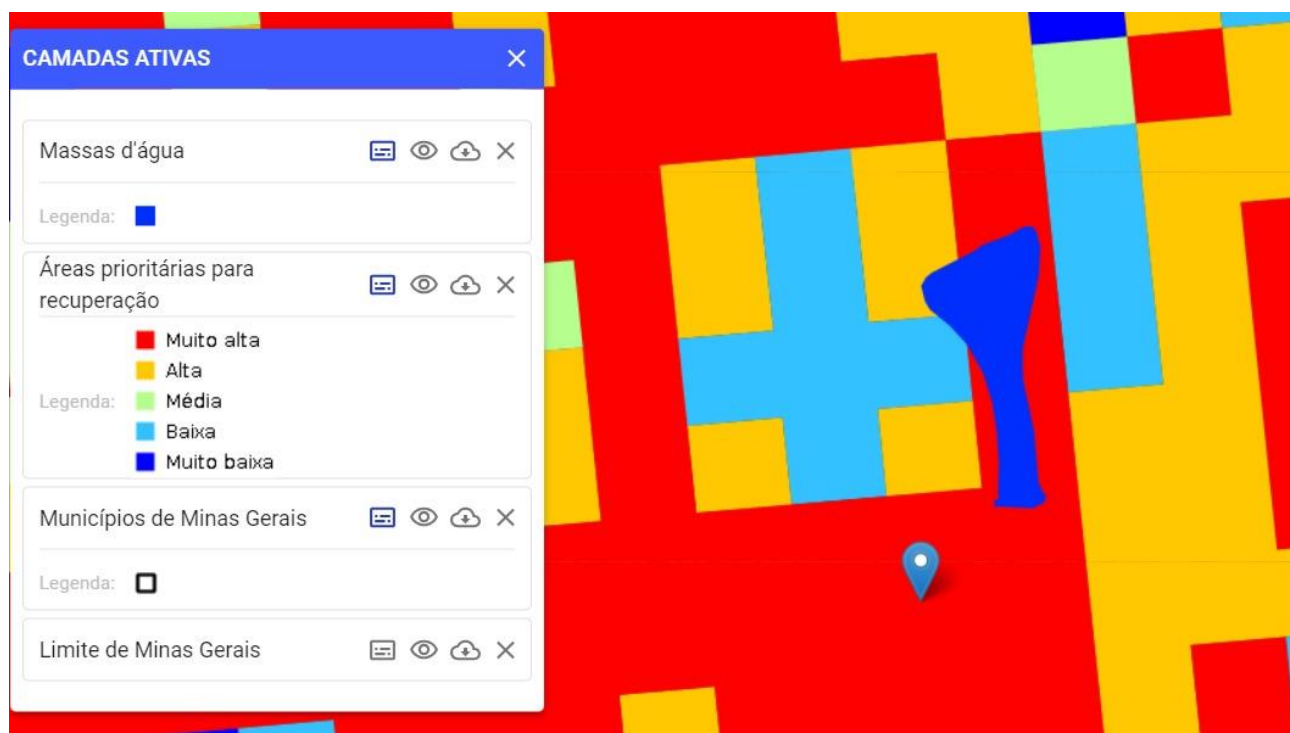 CAMADAS ATIVAS
Massas d'água
Legenda:
Áreas prioritárias para
recuperação
Legenda:
Muito alta
Alta
Média
Baixa
Muito baixa
Municípios de Minas Gerais
Legenda:
Limite de Minas Gerais